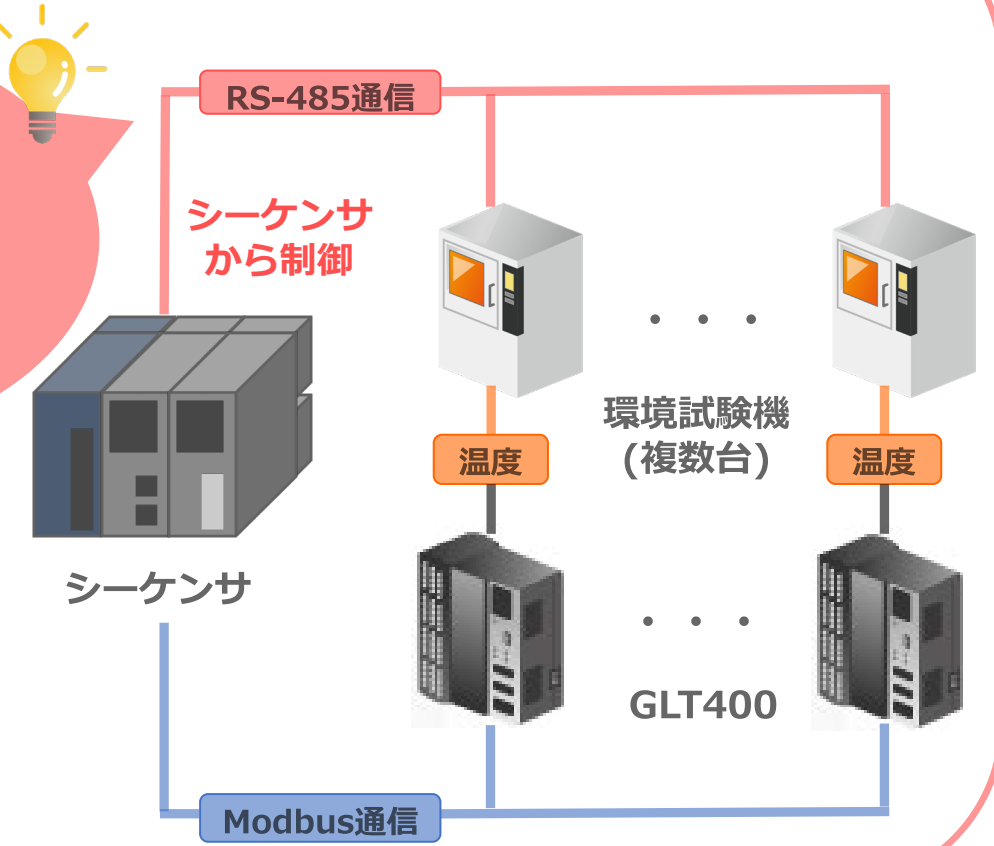 RS-485通信
シーケンサ
から制御
・・・
環境試験機
(複数台)
温度
温度
シーケンサ
・・・
GLT400
Modbus通信